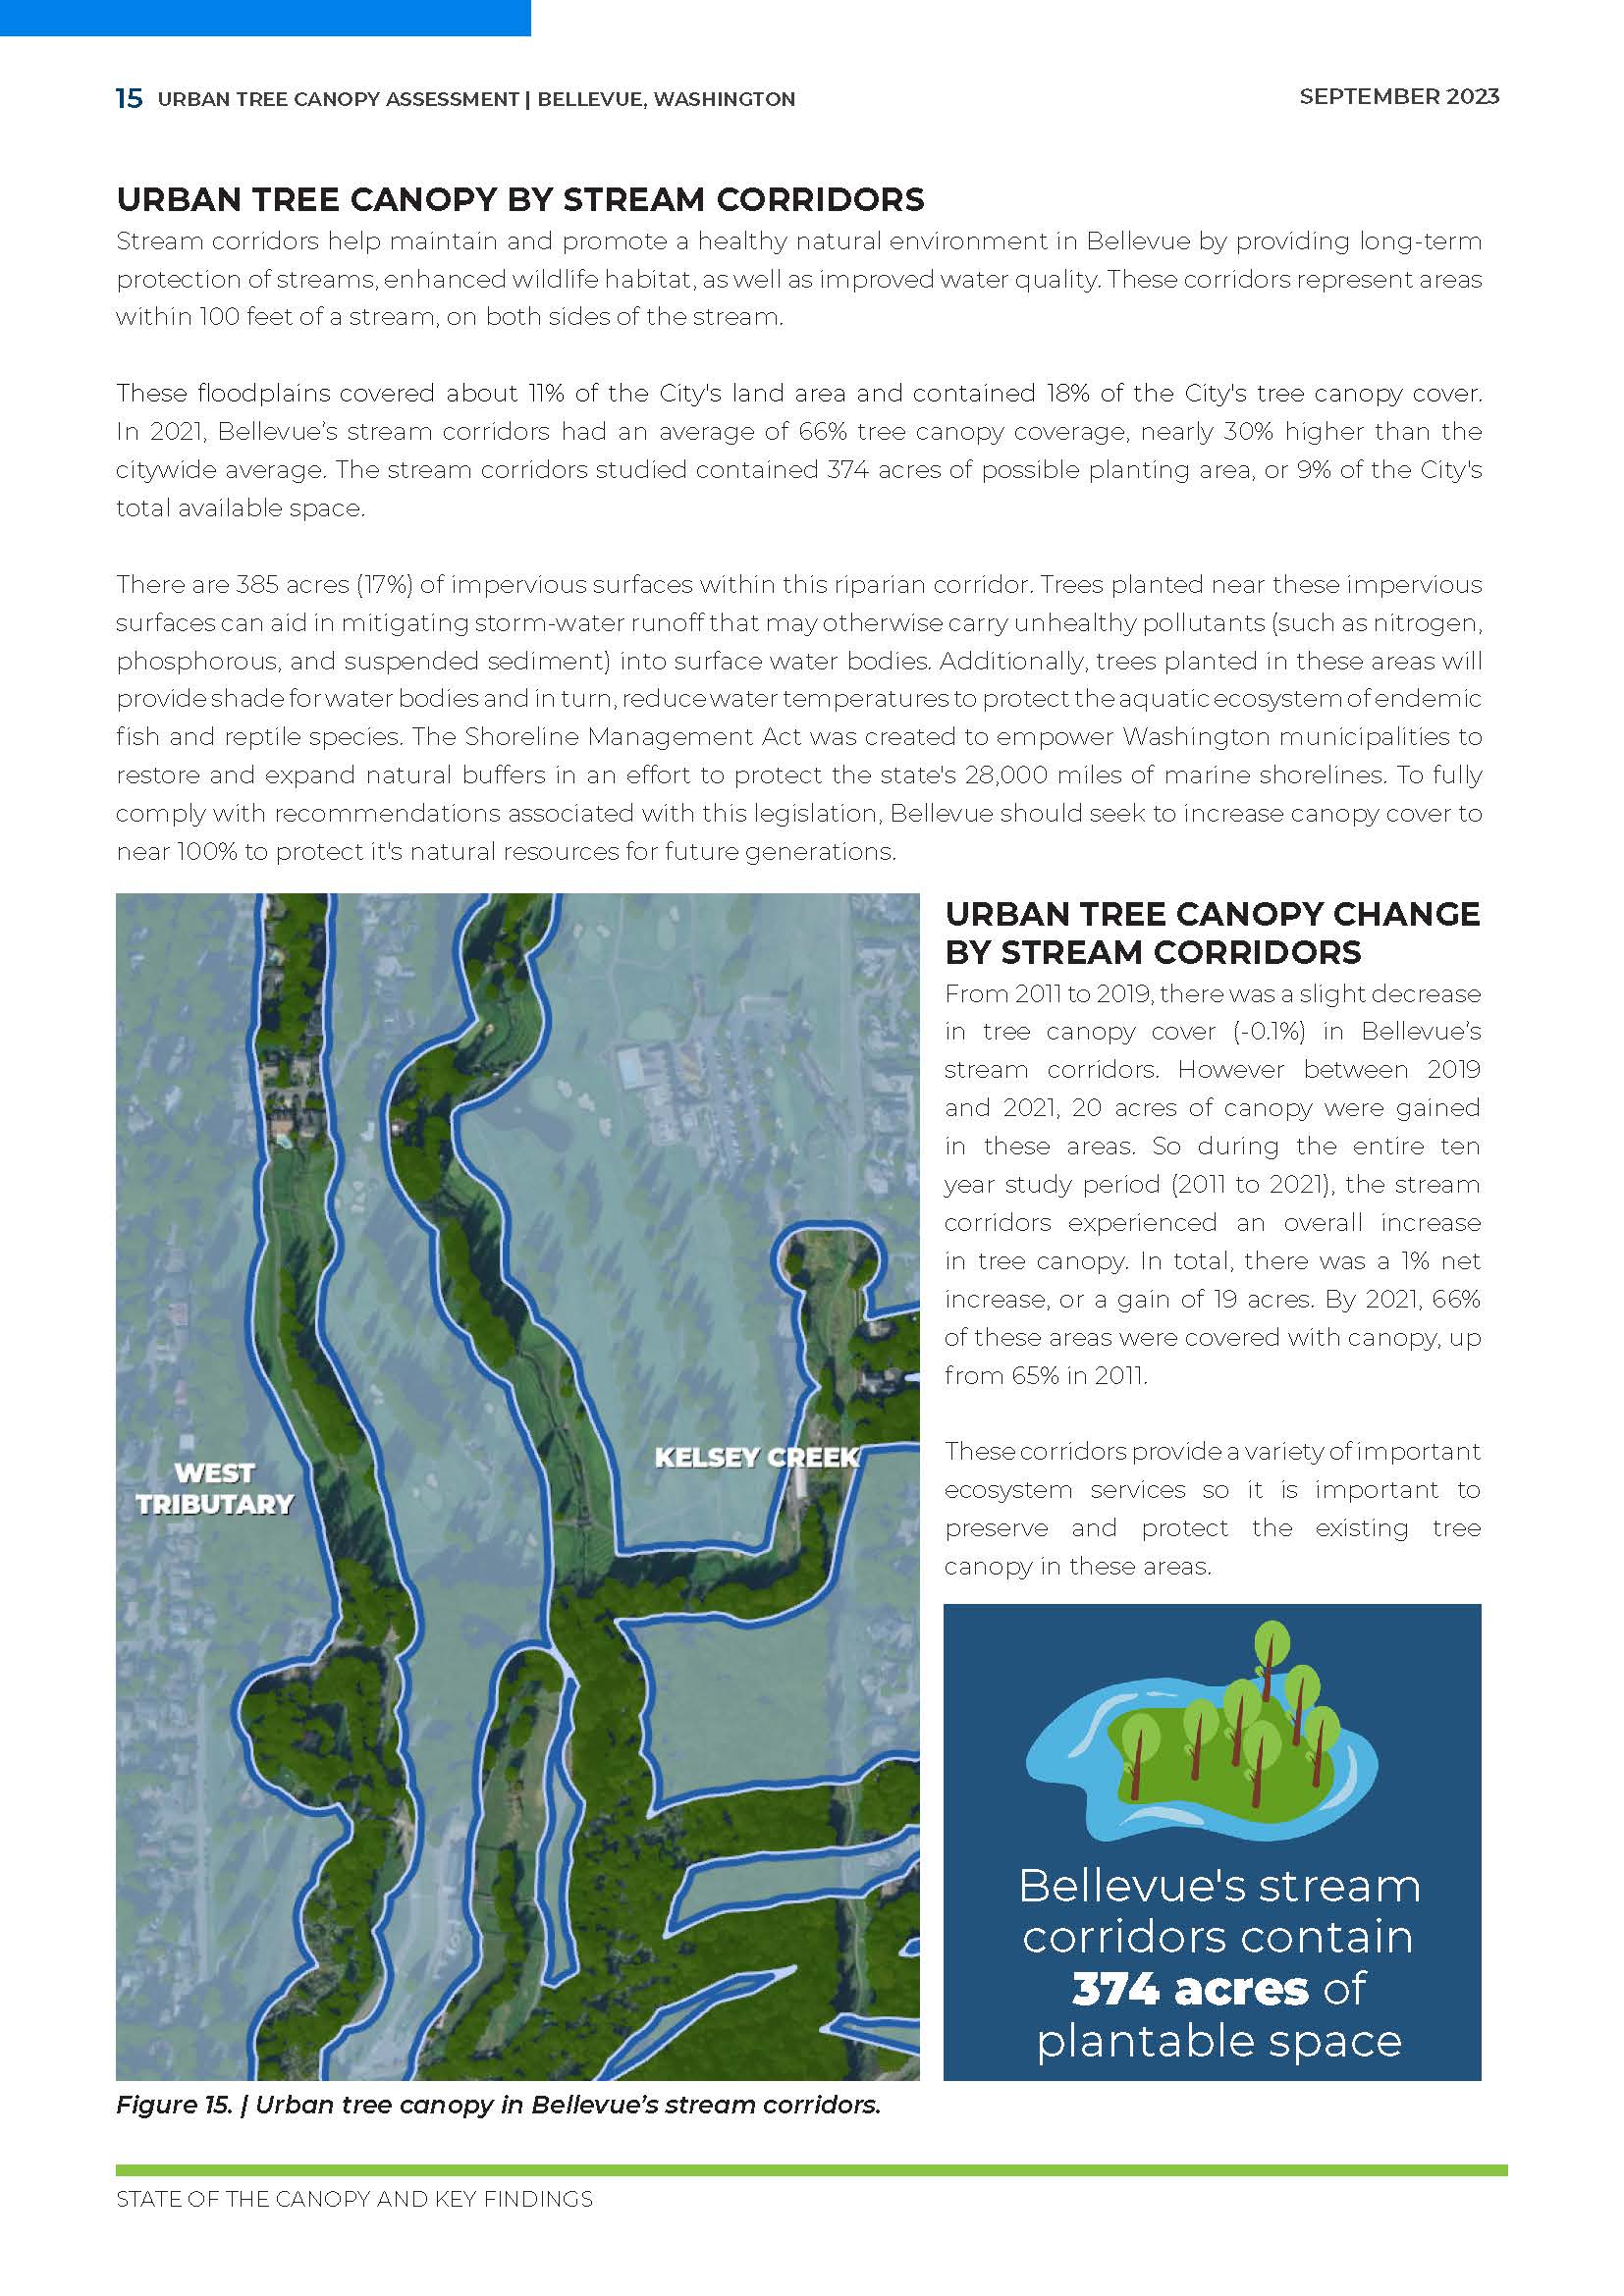 15 URBAN TREE CANOPY ASSESSMENT | BELLEVUE, WASHINGTON
SEPTEMBER 2023
URBAN TREE CANOPY BY STREAM CORRIDORS
Stream corridors help maintain and promote a healthy natural environment in Bellevue by providing long-term
protection of streams, enhanced wildlife habitat, as well as improved water quality. These corridors represent areas
within 100 feet of a stream, on both sides of the stream.
These floodplains covered about 11% of the City's land area and contained 18% of the City's tree canopy cover.
In 2021, Bellevue’s stream corridors had an average of 66% tree canopy coverage, nearly 30% higher than the
citywide average. The stream corridors studied contained 374 acres of possible planting area, or 9% of the City's
total available space.
There are 385 acres (17%) of impervious surfaces within this riparian corridor. Trees planted near these impervious
surfaces can aid in mitigating storm-water runoff that may otherwise carry unhealthy pollutants (such as nitrogen,
phosphorous, and suspended sediment) into surface water bodies. Additionally, trees planted in these areas will
provide shade for water bodies and in turn, reduce water temperatures to protect the aquatic ecosystem of endemic
fish and reptile species. The Shoreline Management Act was created to empower Washington municipalities to
restore and expand natural buffers in an effort to protect the state's 28,000 miles of marine shorelines. To fully
comply with recommendations associated with this legislation, Bellevue should seek to increase canopy cover to
near 100% to protect it's natural resources for future generations.
WEST
TRIBUTARY
KELSEY CREEK
Figure 15. | Urban tree canopy in Bellevue’s stream corridors.
URBAN TREE CANOPY CHANGE
BY STREAM CORRIDORS
From 2011 to 2019, there was a slight decrease
in tree canopy cover (-0.1%) in Bellevue’s
stream corridors. However between 2019
and 2021, 20 acres of canopy were gained
in these areas. So during the entire ten
year study period (2011 to 2021), the stream
corridors experienced an overall increase
in tree canopy. In total, there was a 1% net
increase, or a gain of 19 acres. By 2021, 66%
of these areas were covered with canopy, up
from 65% in 2011.
These corridors provide a variety of important
ecosystem services so it is important to
preserve and protect the existing tree
canopy in these areas.
Bellevue's stream
corridors contain
374 acres of
plantable space
STATE OF THE CANOPY AND KEY FINDINGS